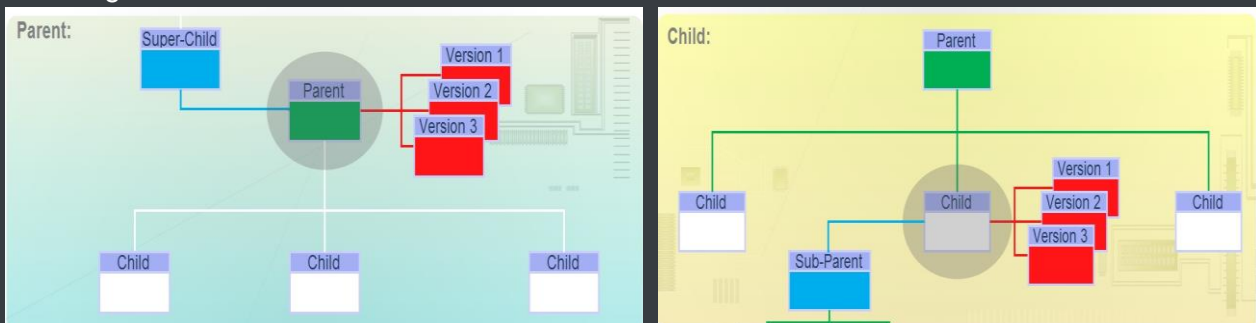 Parent:
Super-Child
Parent
Version 1
Version 2
Version 3
Child
Child
Child
Child:
Parent
Child
Child
Child
Version 1
Version 2
Version 3
Sub-Parent